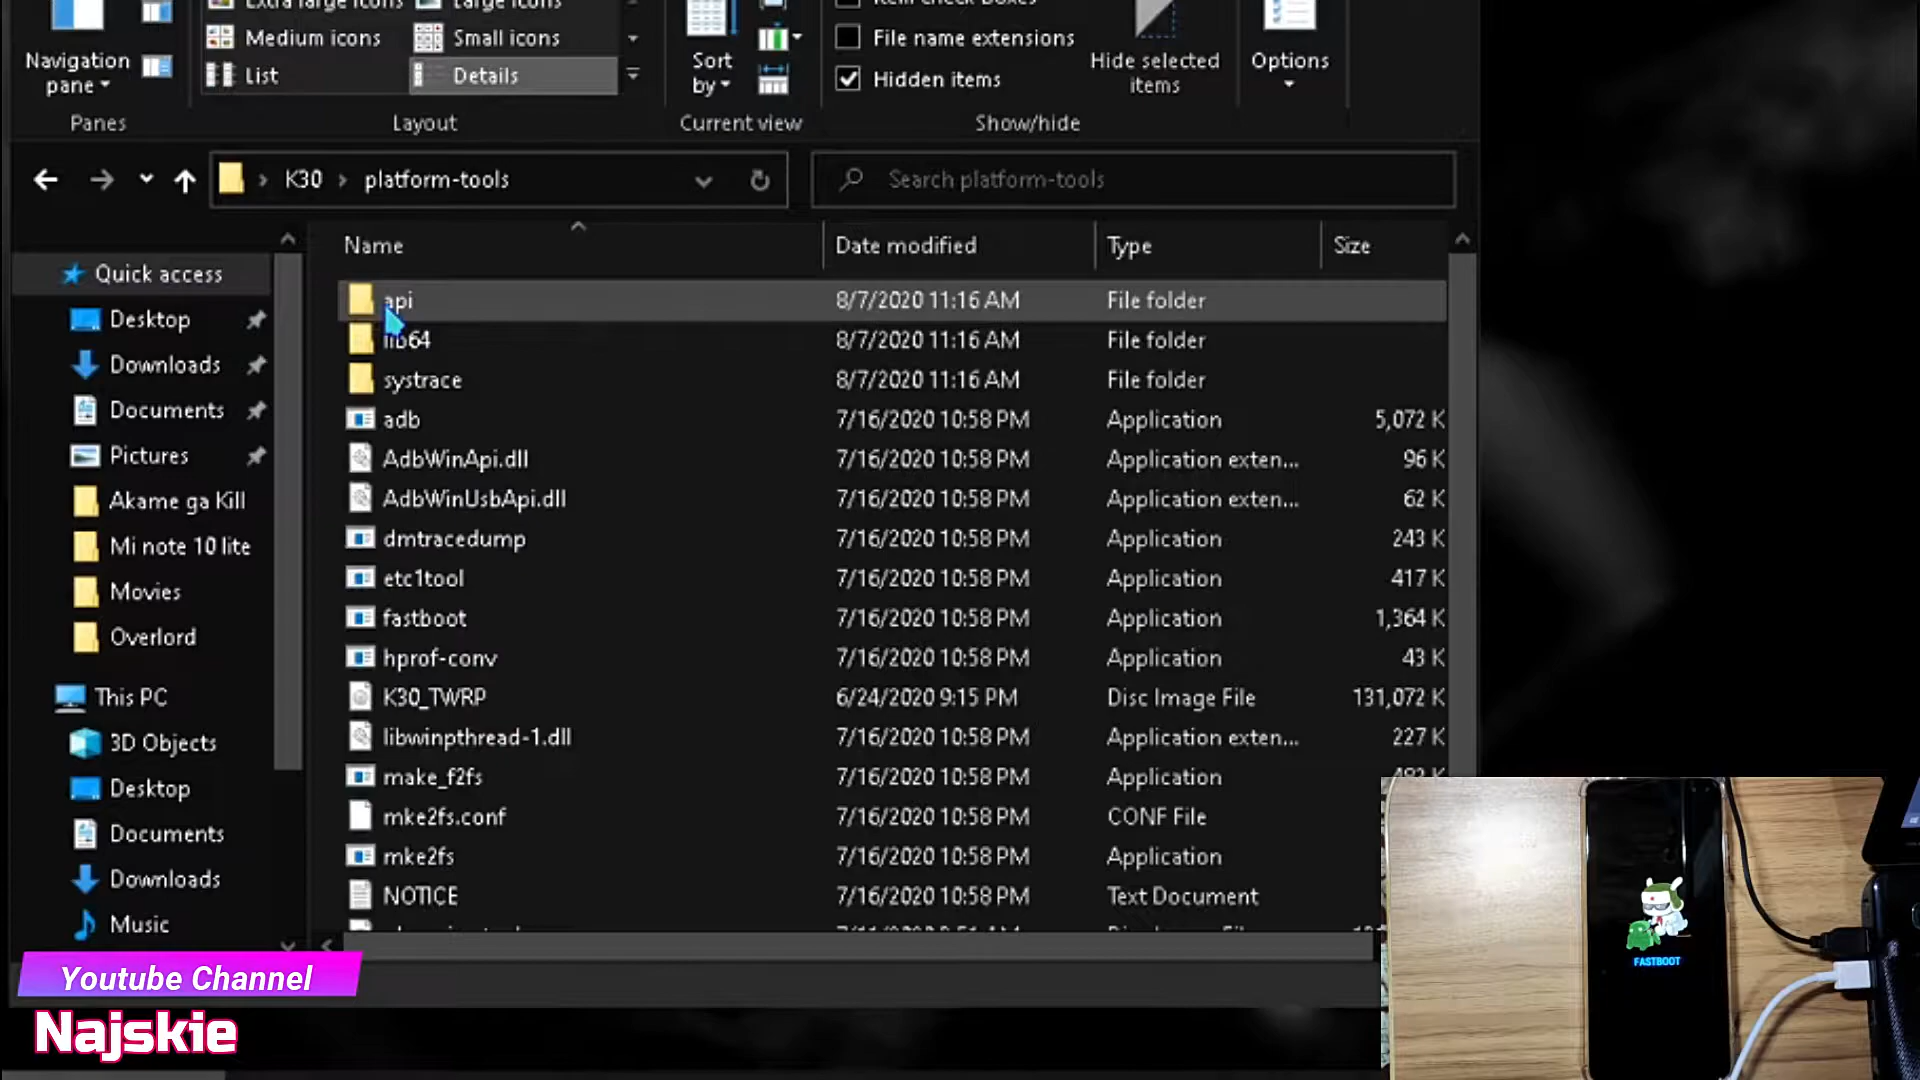 Extra large icons Large icons Item check boxes
Medium icons Small icons File name extensions
List Details Hidden items
Navigation pane Sort by Hide selected items Options
Panes Layout Current view Show/hide
K30 > platform-tools Search platform-tools
Name Date modified Type Size
Quick access
Desktop
Downloads
Documents
Pictures
Akame ga Kill
Mi note 10 lite
Movies
Overlord
This PC
3D Objects
Desktop
Documents
Downloads
Music
api 8/7/2020 11:16 AM File folder
lib64 8/7/2020 11:16 AM File folder
systrace 8/7/2020 11:16 AM File folder
adb 7/16/2020 10:58 PM Application 5,072 K
AdbWinApi.dll 7/16/2020 10:58 PM Application exten... 96 K
AdbWinUsbApi.dll 7/16/2020 10:58 PM Application exten... 62 K
dmtracedump 7/16/2020 10:58 PM Application 243 K
etc1tool 7/16/2020 10:58 PM Application 417 K
fastboot 7/16/2020 10:58 PM Application 1,364 K
hprof-conv 7/16/2020 10:58 PM Application 43 K
K30_TWRP 6/24/2020 9:15 PM Disc Image File 131,072 K
libwinpthread-1.dll 7/16/2020 10:58 PM Application exten... 227 K
make_f2fs 7/16/2020 10:58 PM Application
mke2fs.conf 7/16/2020 10:58 PM CONF File
mke2fs 7/16/2020 10:58 PM Application
NOTICE 7/16/2020 10:58 PM Text Document
FASTBOOT
Youtube Channel
Najskie